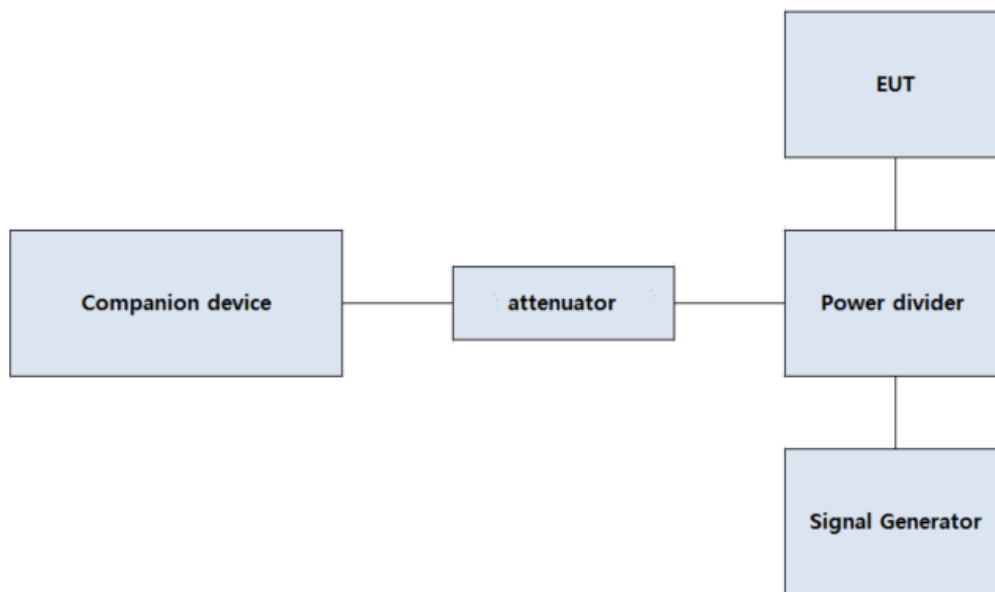 EUT
Companion device
attenuator
Power divider
Signal Generator